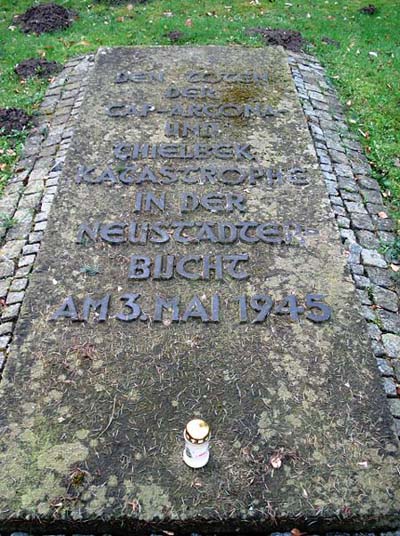 DEN TOTEN
DER
CAP-ARCONA-
UND
THIELBEK
KATASTROPHE
IN DER
NEUSTÄDTER
BUCHT
AM 3. MAI 1945